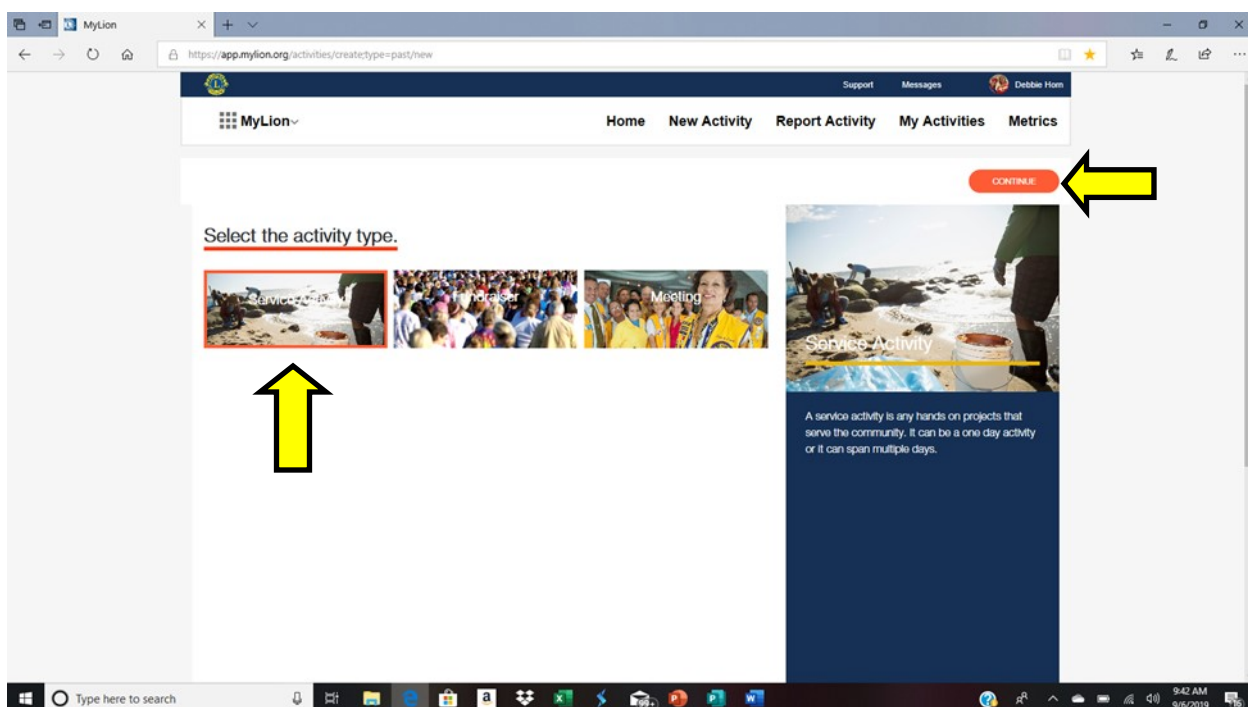 MyLion
https://app.mylion.org/activities/create;type=past/new
Support Messages Debbie Horn
MyLion Home New Activity Report Activity My Activities Metrics
CONTINUE
Select the activity type.
Service Activity Fundraiser Meeting
Service Activity
A service activity is any hands on projects that
serve the community. It can be a one day activity
or it can span multiple days.
Type here to search
99+
9:42 AM
9/6/2019